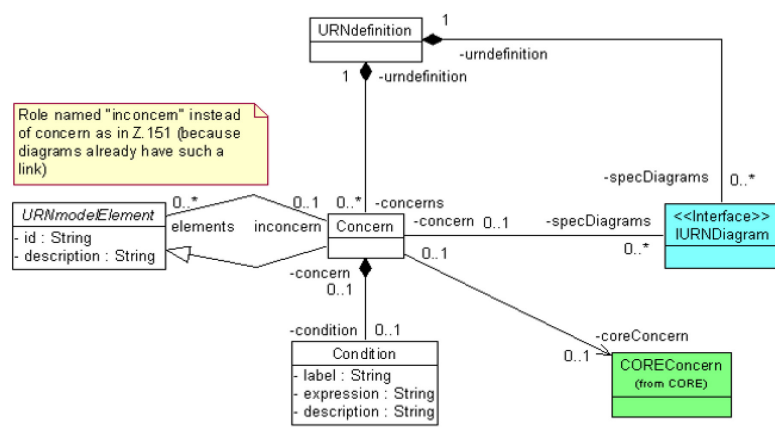 URNdefinition
1
-urndefinition
1
-urndefinition
Role named "inconcern" instead
of concern as in Z.151 (because
diagrams already have such a
link)
-specDiagrams
0..*
0..*
0..1
0..*
-concerns
URNmodelElement
- id : String
- description : String
elements
inconcern
Concern
-concern
0..1
-specDiagrams
0..*
<<Interface>>
IURNDiagram
-concern
0..1
0..1
-condition
0..1
-coreConcern
0..1
Condition
- label : String
- expression : String
- description : String
COREConcern
(from CORE)